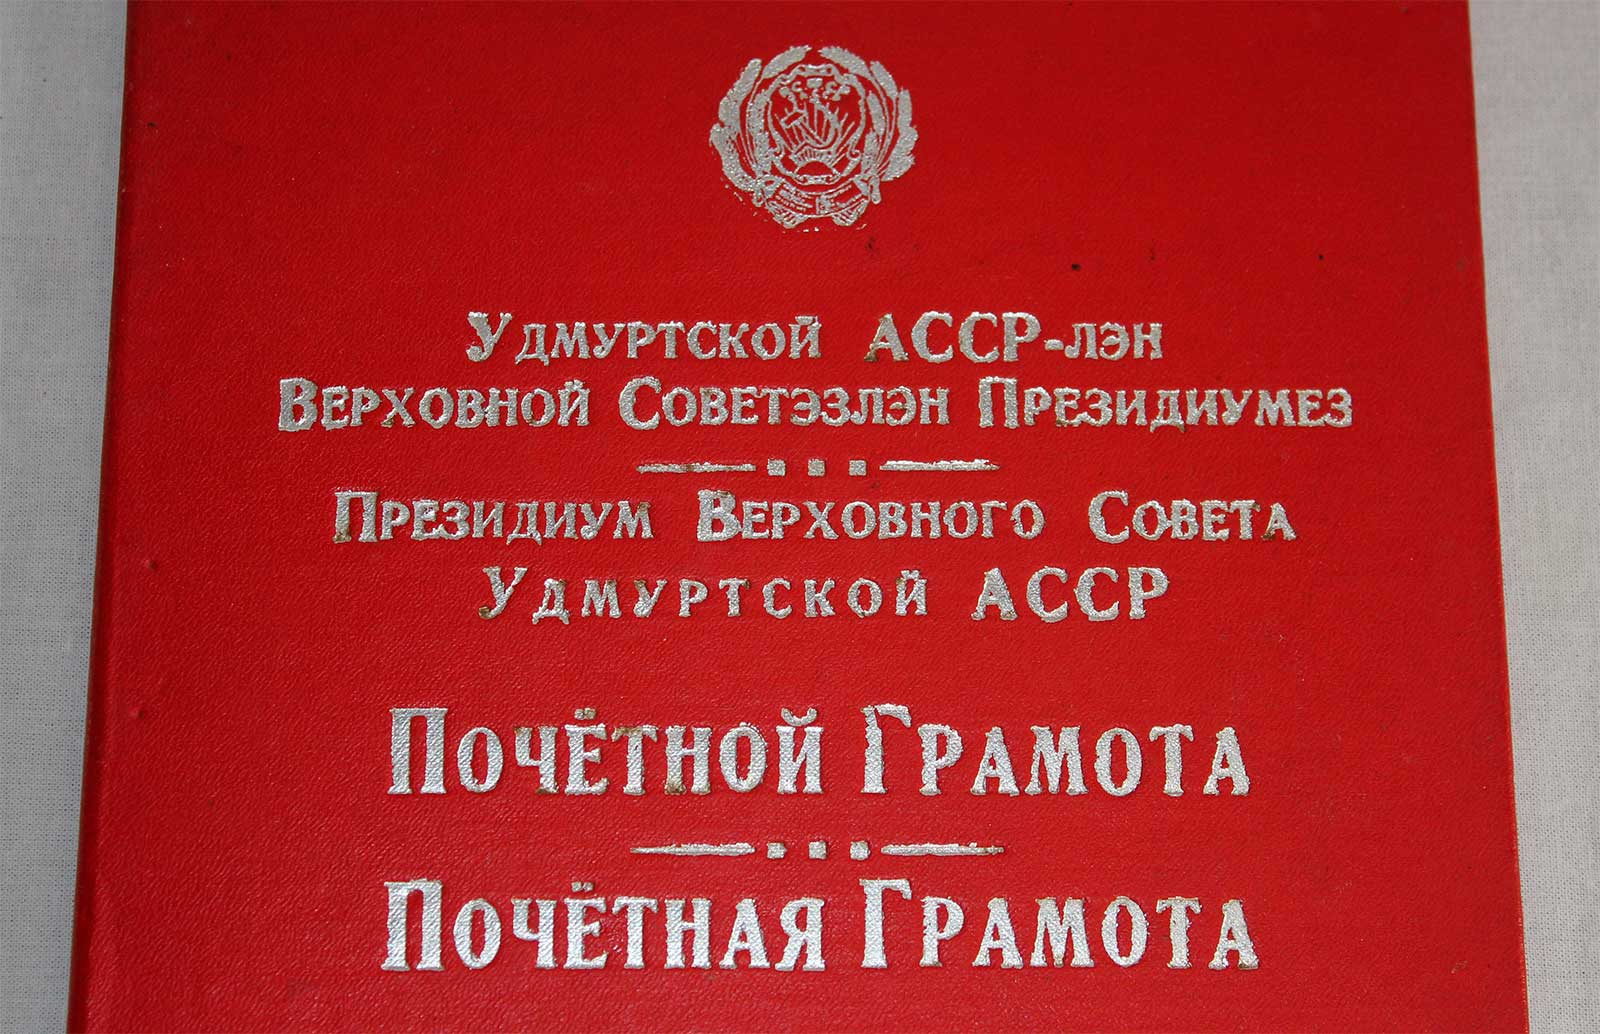 Удмуртской АССР-лэн
Верховной Советэзлэн Президиумез
Президиум Верховного Совета
Удмуртской АССР
Почётной Грамота
Почётная Грамота